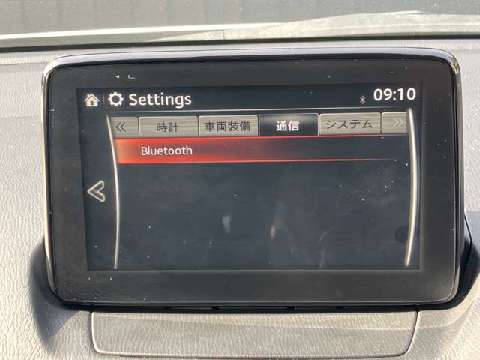 Settings 09:10
« 時計 車両装備 通信 システム »
Bluetooth